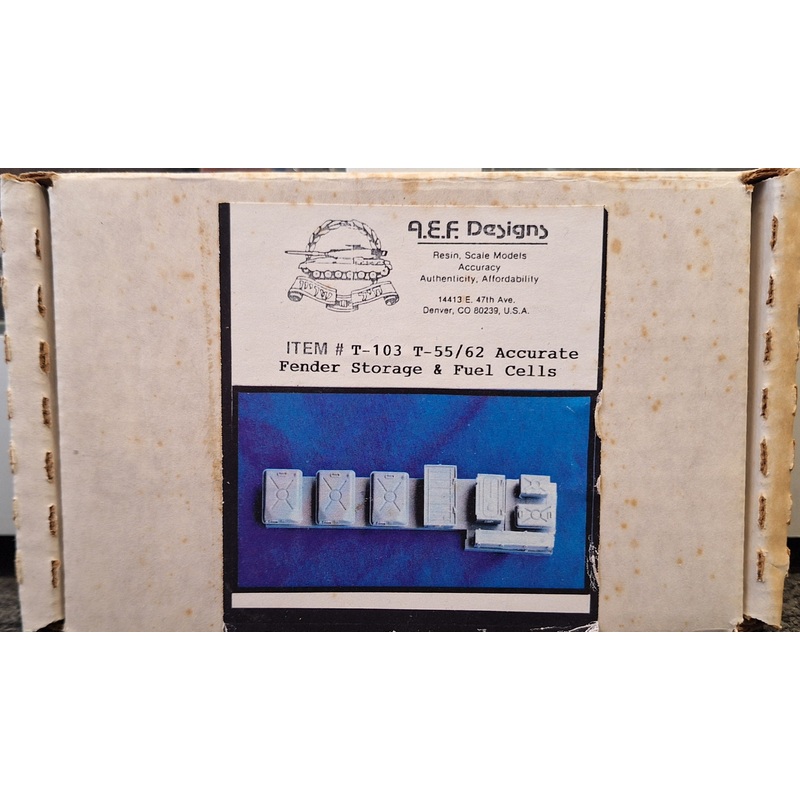 A.E.F. Designs
Resin, Scale Models
Accuracy
Authenticity, Affordability
14413 E. 47th Ave.
Denver, CO 80239, U.S.A.
ITEM # T-103 T-55/62 Accurate
Fender Storage & Fuel Cells